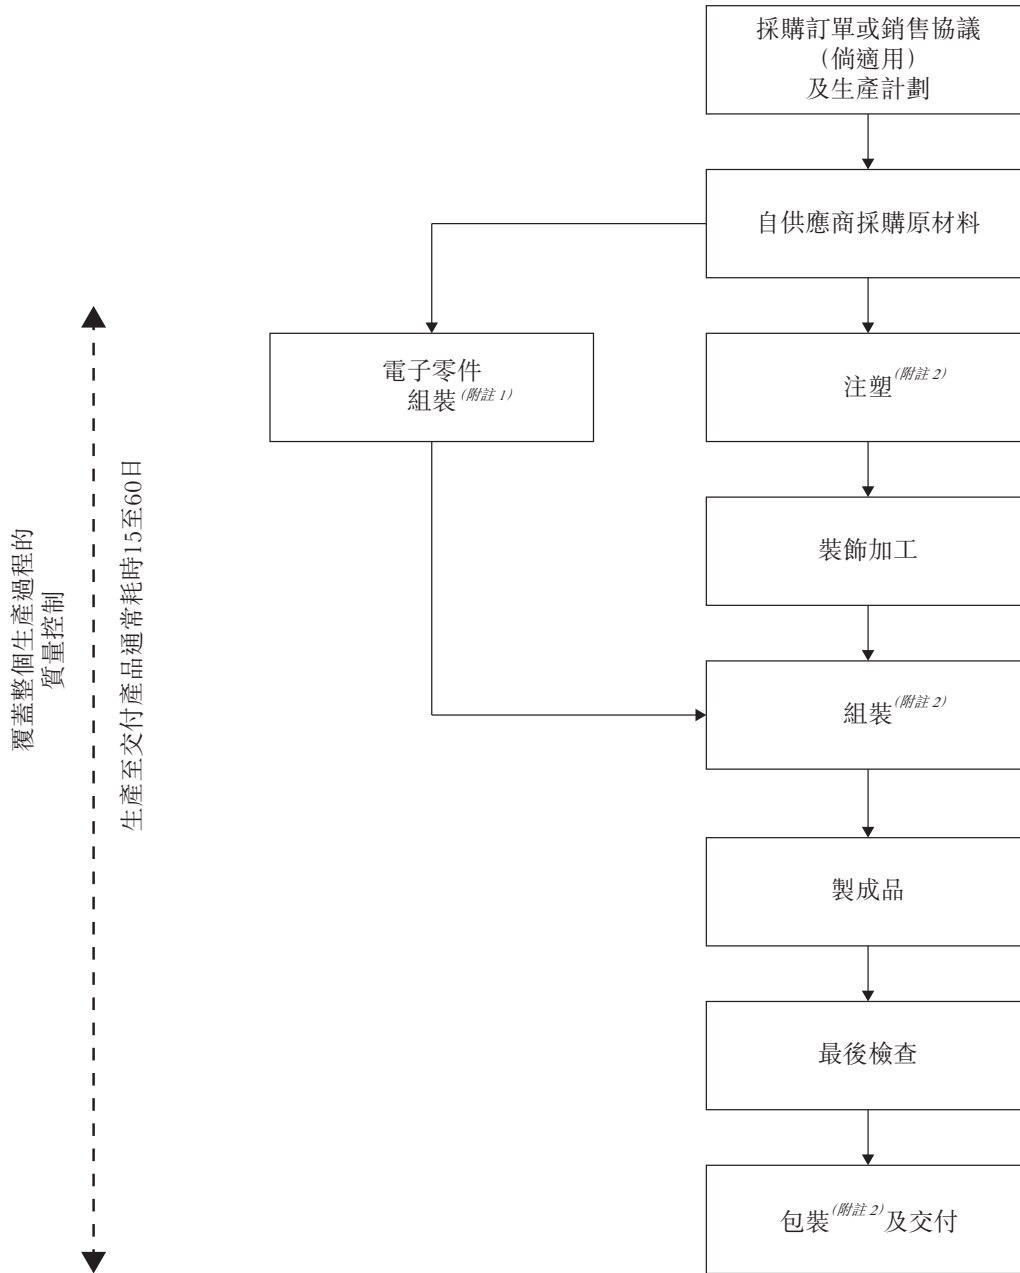 採購訂單或銷售協議
（倘適用）
及生產計劃
自供應商採購原材料
電子零件
組裝(附註 1)
注塑(附註 2)
裝飾加工
組裝(附註 2)
製成品
最後檢查
包裝(附註 2)及交付
覆蓋整個生產過程的
質量控制
生產至交付產品通常耗時15至60日